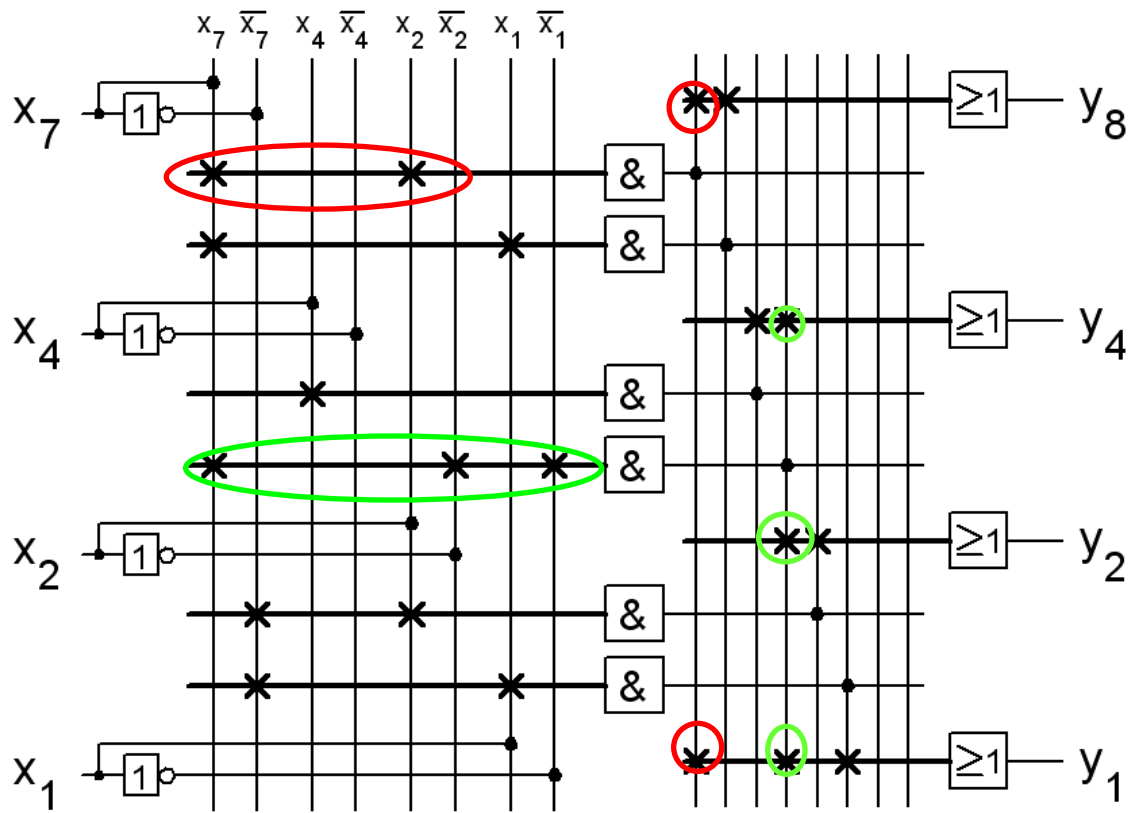 x₇ x̅₇ x₄ x̅₄ x₂ x̅₂ x₁ x̅₁
x₇ 1 ≥1 y₈
&
&
x₄ 1 ≥1 y₄
&
&
x₂ 1 ≥1 y₂
&
&
x₁ 1 ≥1 y₁